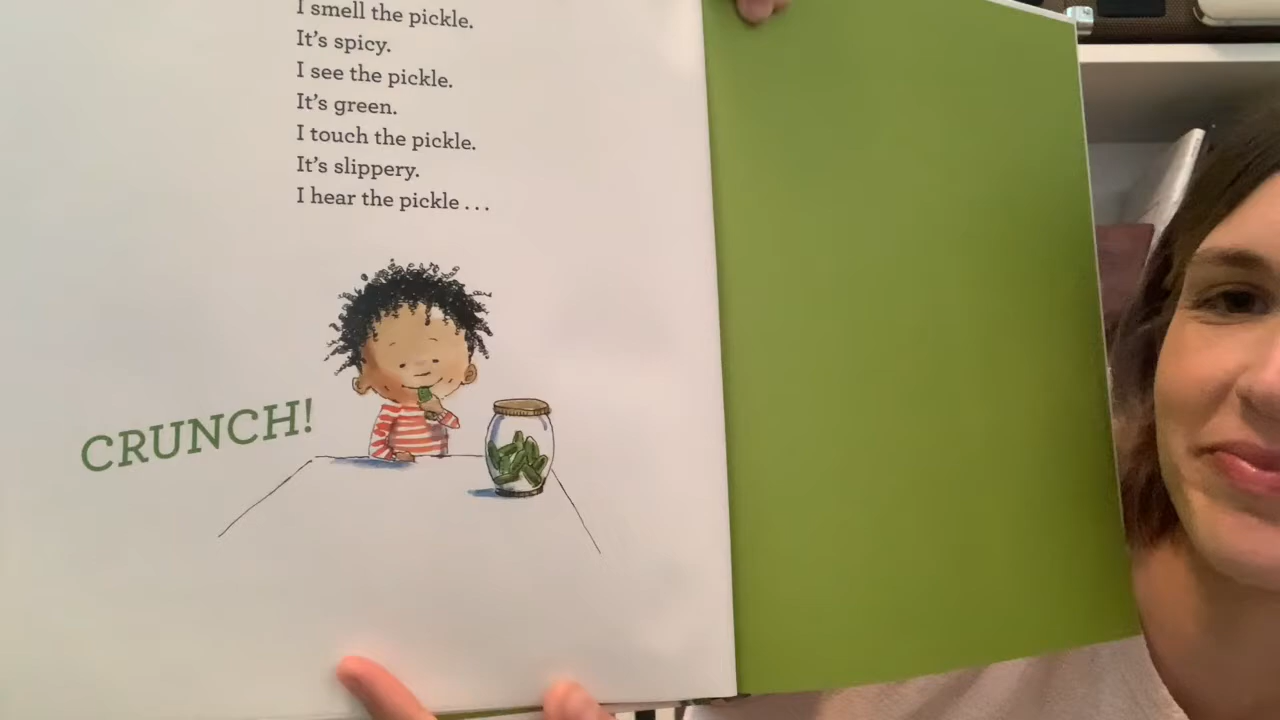 I smell the pickle.
It's spicy.
I see the pickle.
It's green.
I touch the pickle.
It's slippery.
I hear the pickle . . .
CRUNCH!